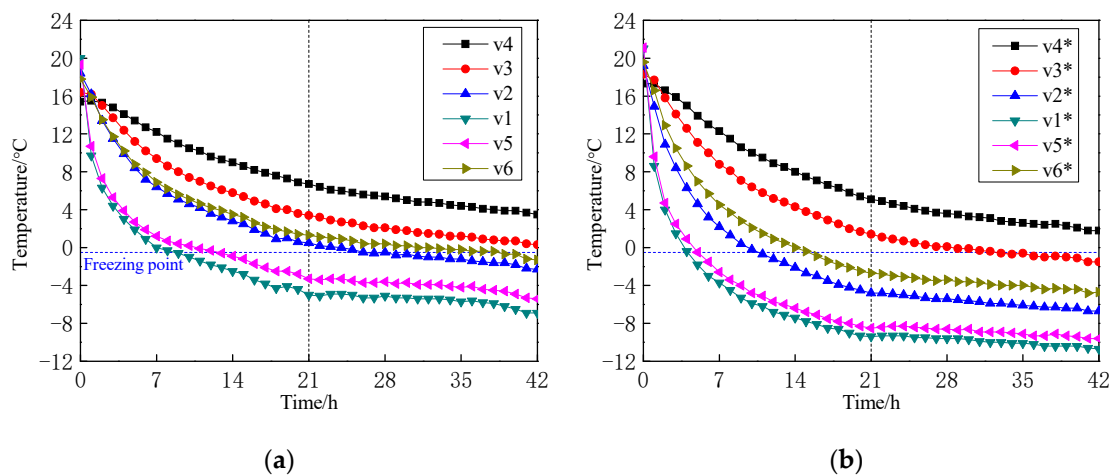 24
20
16
12
8
4
0
−4
−8
−12
Temperature/°C
v4
v3
v2
v1
v5
v6
Freezing point
0 7 14 21 28 35 42
Time/h
(a)
24
20
16
12
8
4
0
−4
−8
−12
Temperature/°C
v4*
v3*
v2*
v1*
v5*
v6*
0 7 14 21 28 35 42
Time/h
(b)